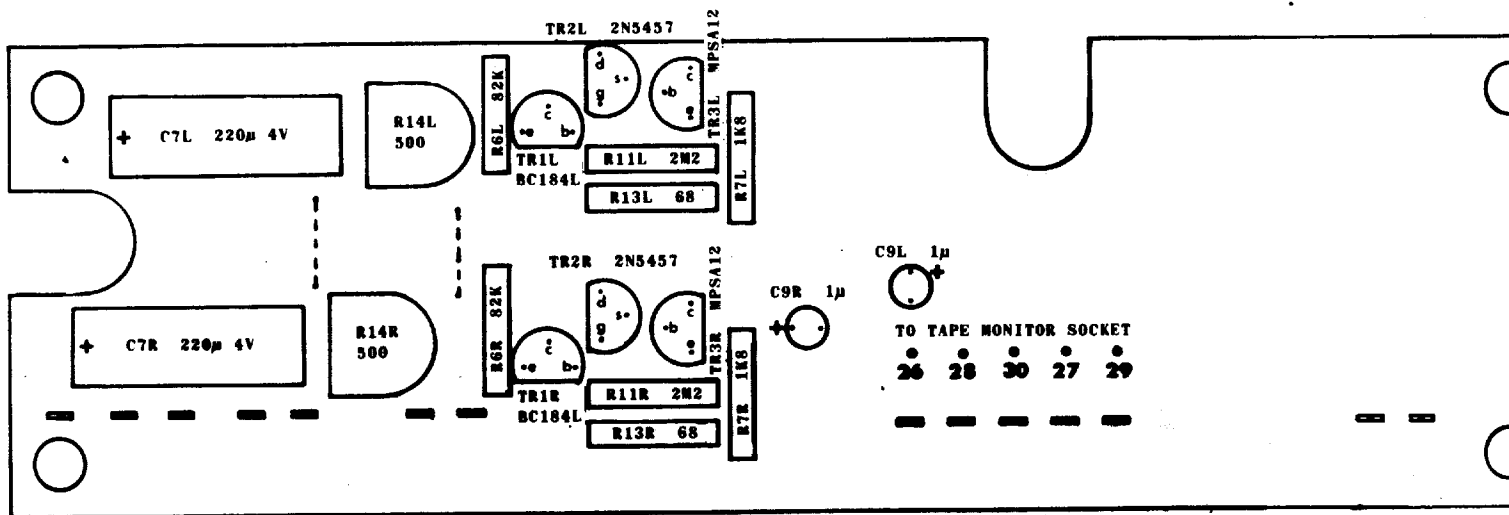 TR2L 2N5457
MPSA12
d
s
g
c
b
e
TR3L
82K
R6L
C7L 220µ 4V
+
R14L
500
c
e b
TR1L
BC184L
R11L 2M2
R13L 68
1K8
R7L
TR2R 2N5457
MPSA12
d
s
g
c
b
e
TR3R
82K
R6R
C9L 1µ
+
C9R 1µ
+
C7R 220µ 4V
+
R14R
500
c
e b
TR1R
BC184L
R11R 2M2
R13R 68
1K8
R7R
TO TAPE MONITOR SOCKET
26 28 30 27 29